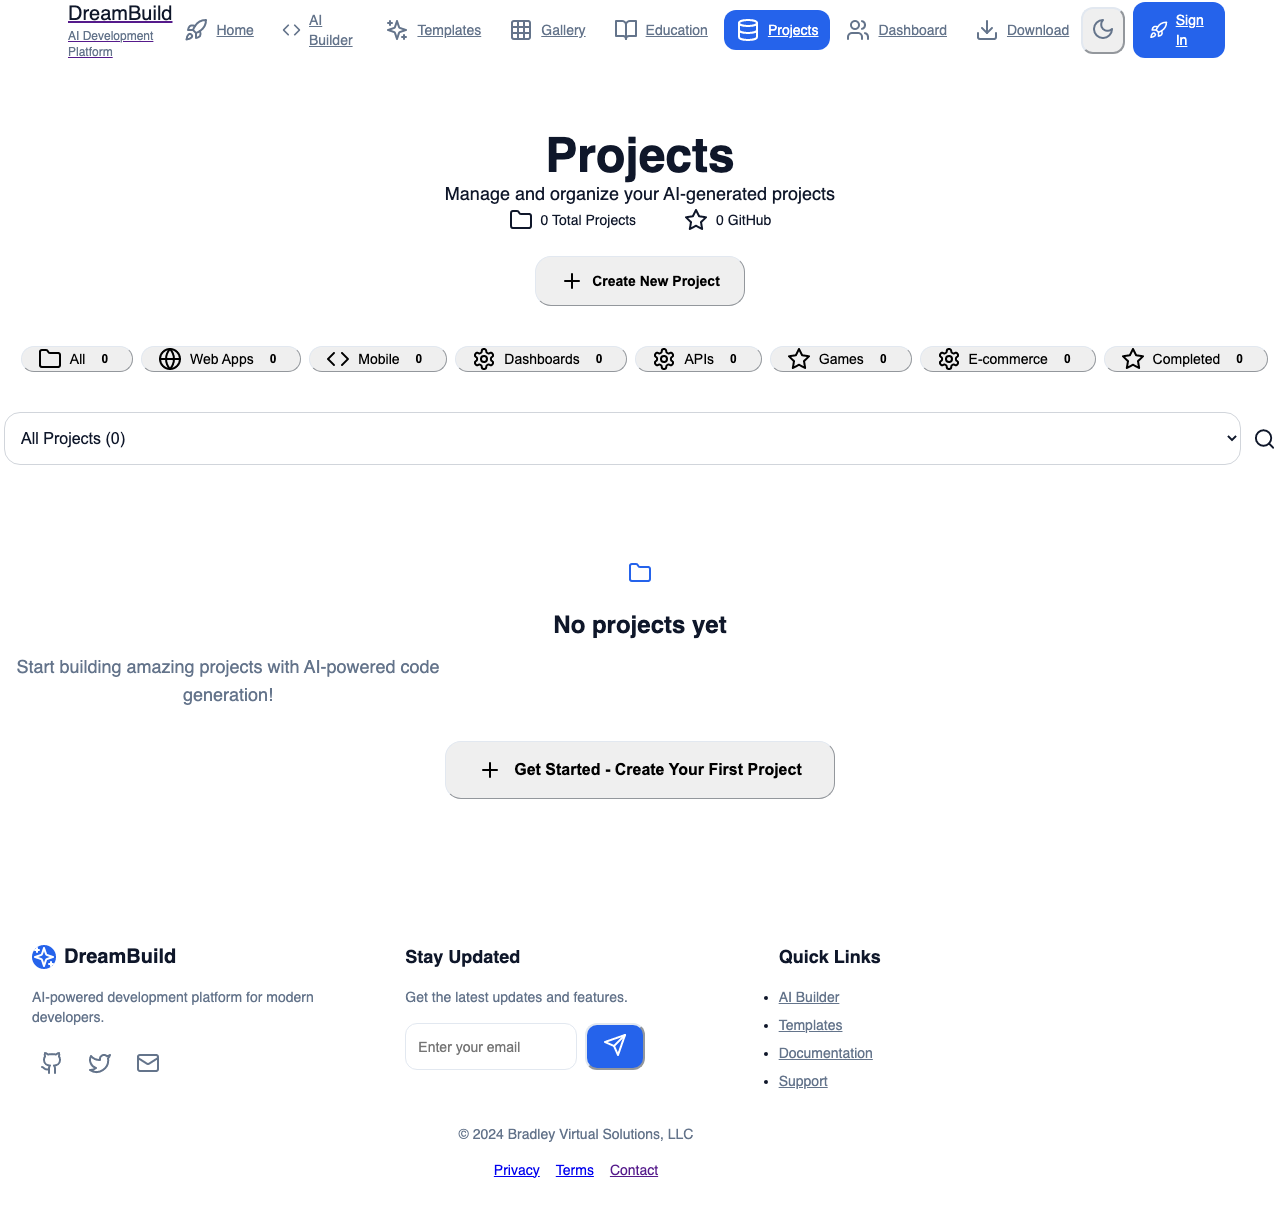 DreamBuild
AI Development
Platform
Home
AI
Builder
Templates
Gallery
Education
Projects
Dashboard
Download
Sign
In
Projects
Manage and organize your AI-generated projects
0 Total Projects
0 GitHub
Create New Project
All 0
Web Apps 0
Mobile 0
Dashboards 0
APIs 0
Games 0
E-commerce 0
Completed 0
All Projects (0)
No projects yet
Start building amazing projects with AI-powered code
generation!
Get Started - Create Your First Project
DreamBuild
AI-powered development platform for modern
developers.
Stay Updated
Get the latest updates and features.
Enter your email
Quick Links
AI Builder
Templates
Documentation
Support
© 2024 Bradley Virtual Solutions, LLC
Privacy Terms Contact